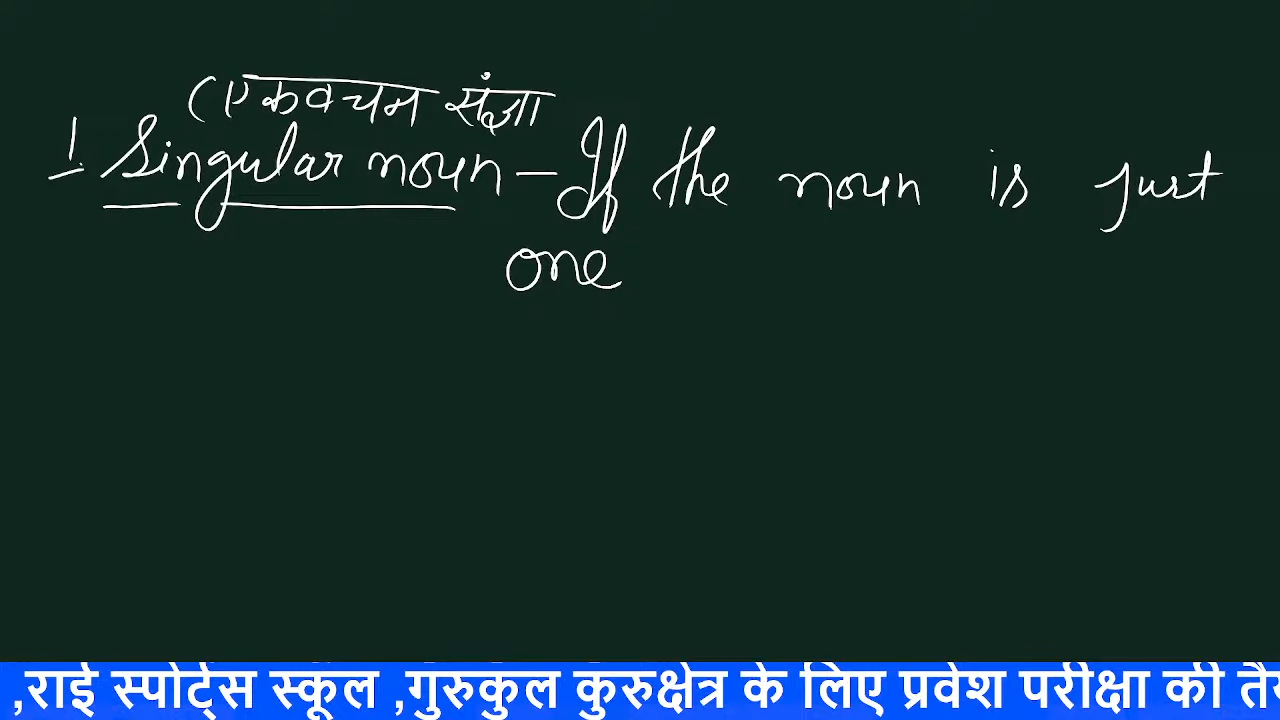 (एकवचन संज्ञा
1. Singular noun - If the noun is just
one
,राई स्पोर्ट्स स्कूल ,गुरुकुल कुरुक्षेत्र के लिए प्रवेश परीक्षा की